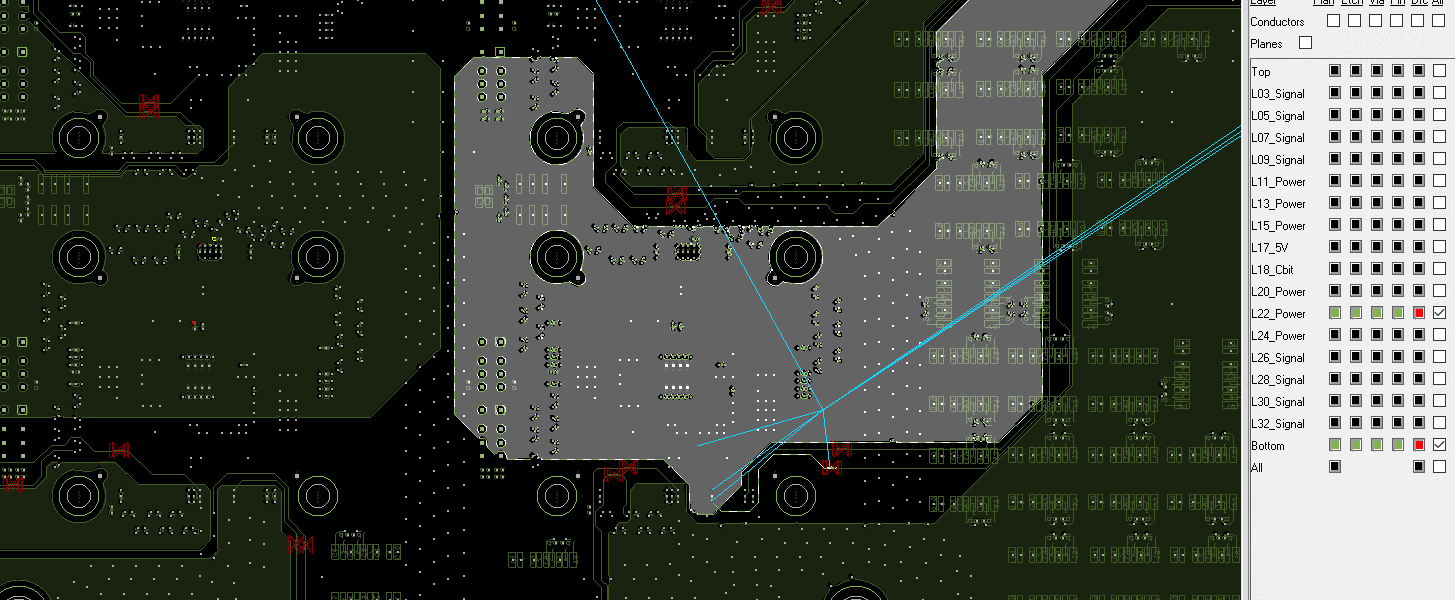 Layer Plan Etch Via Pin Drc All
Conductors
Planes
Top
L03_Signal
L05_Signal
L07_Signal
L09_Signal
L11_Power
L13_Power
L15_Power
L17_5V
L18_Cbit
L20_Power
L22_Power
L24_Power
L26_Signal
L28_Signal
L30_Signal
L32_Signal
Bottom
All